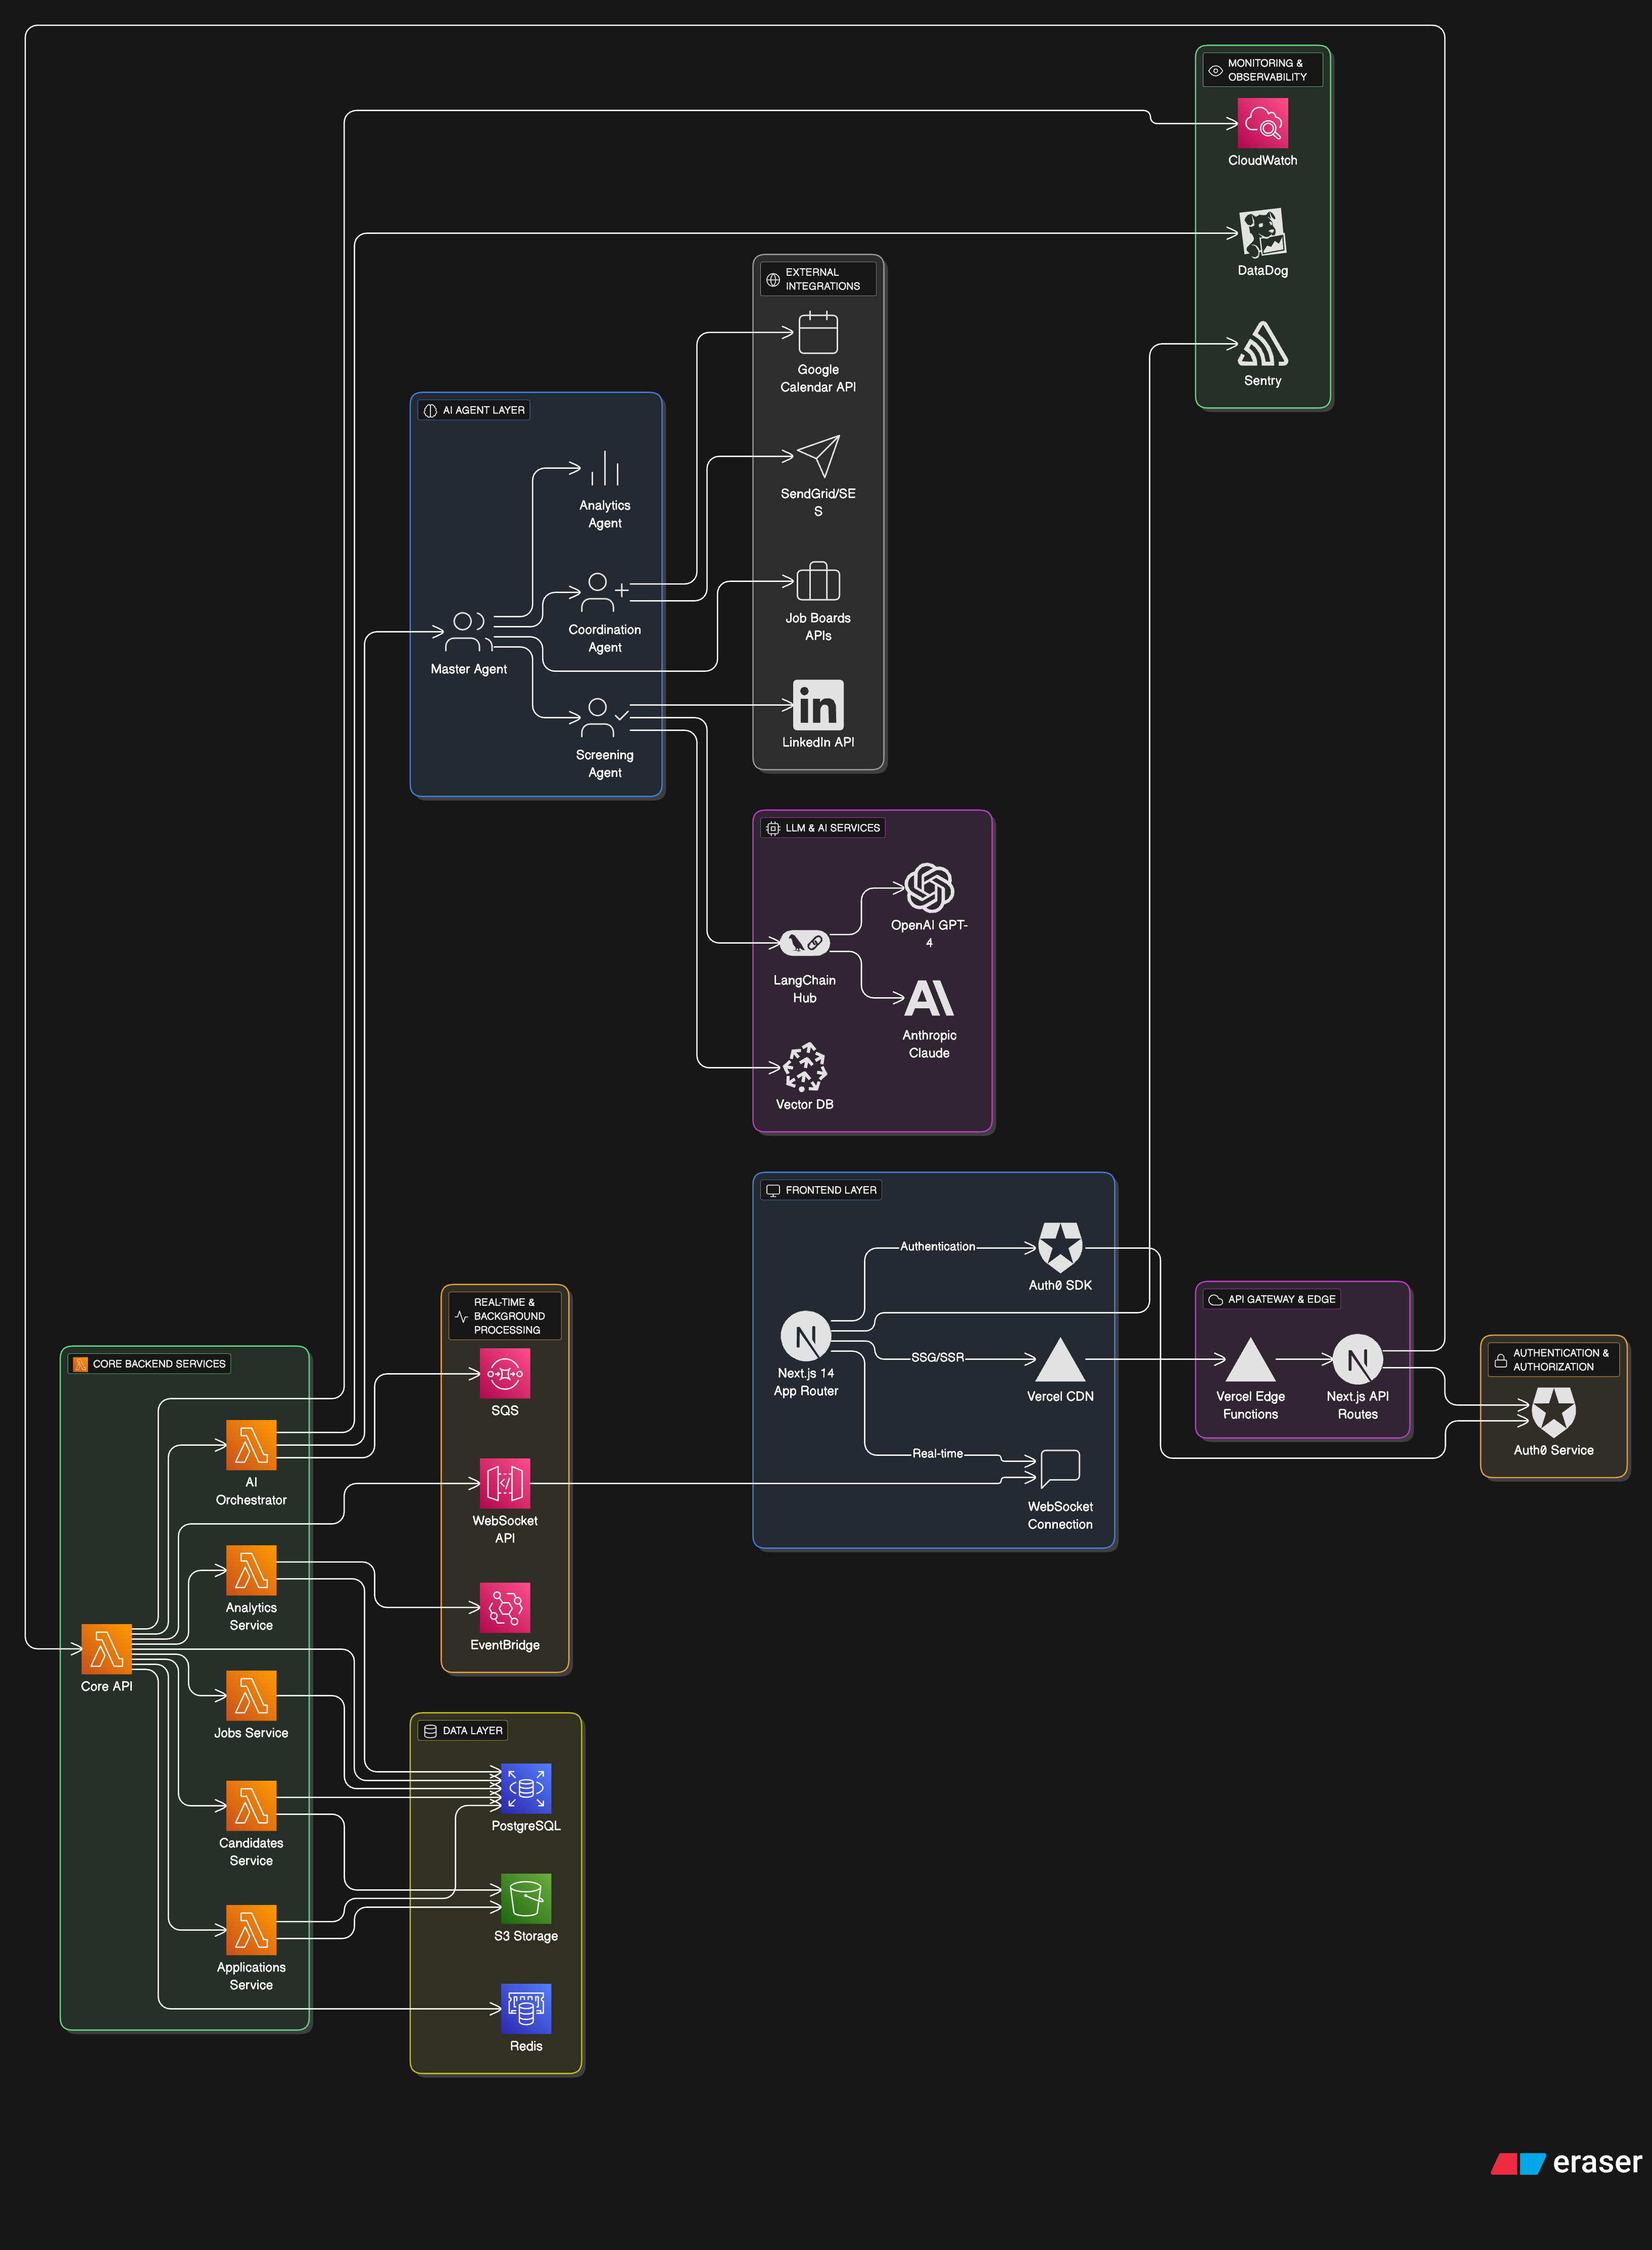 MONITORING &
OBSERVABILITY
CloudWatch
DataDog
Sentry
EXTERNAL
INTEGRATIONS
Google
Calendar API
SendGrid/SE
S
Job Boards
APIs
in
LinkedIn API
AI AGENT LAYER
Analytics
Agent
Coordination
Agent
Master Agent
Screening
Agent
LLM & AI SERVICES
OpenAI GPT-
4
LangChain
Hub
Anthropic
Claude
Vector DB
FRONTEND LAYER
Authentication
Auth0 SDK
Next.js 14
App Router
SSG/SSR
Vercel CDN
Real-time
WebSocket
Connection
API GATEWAY & EDGE
Vercel Edge
Functions
Next.js API
Routes
AUTHENTICATION &
AUTHORIZATION
Auth0 Service
REAL-TIME &
BACKGROUND
PROCESSING
SQS
WebSocket
API
EventBridge
CORE BACKEND SERVICES
AI
Orchestrator
Analytics
Service
Core API
Jobs Service
Candidates
Service
Applications
Service
DATA LAYER
PostgreSQL
S3 Storage
Redis
eraser